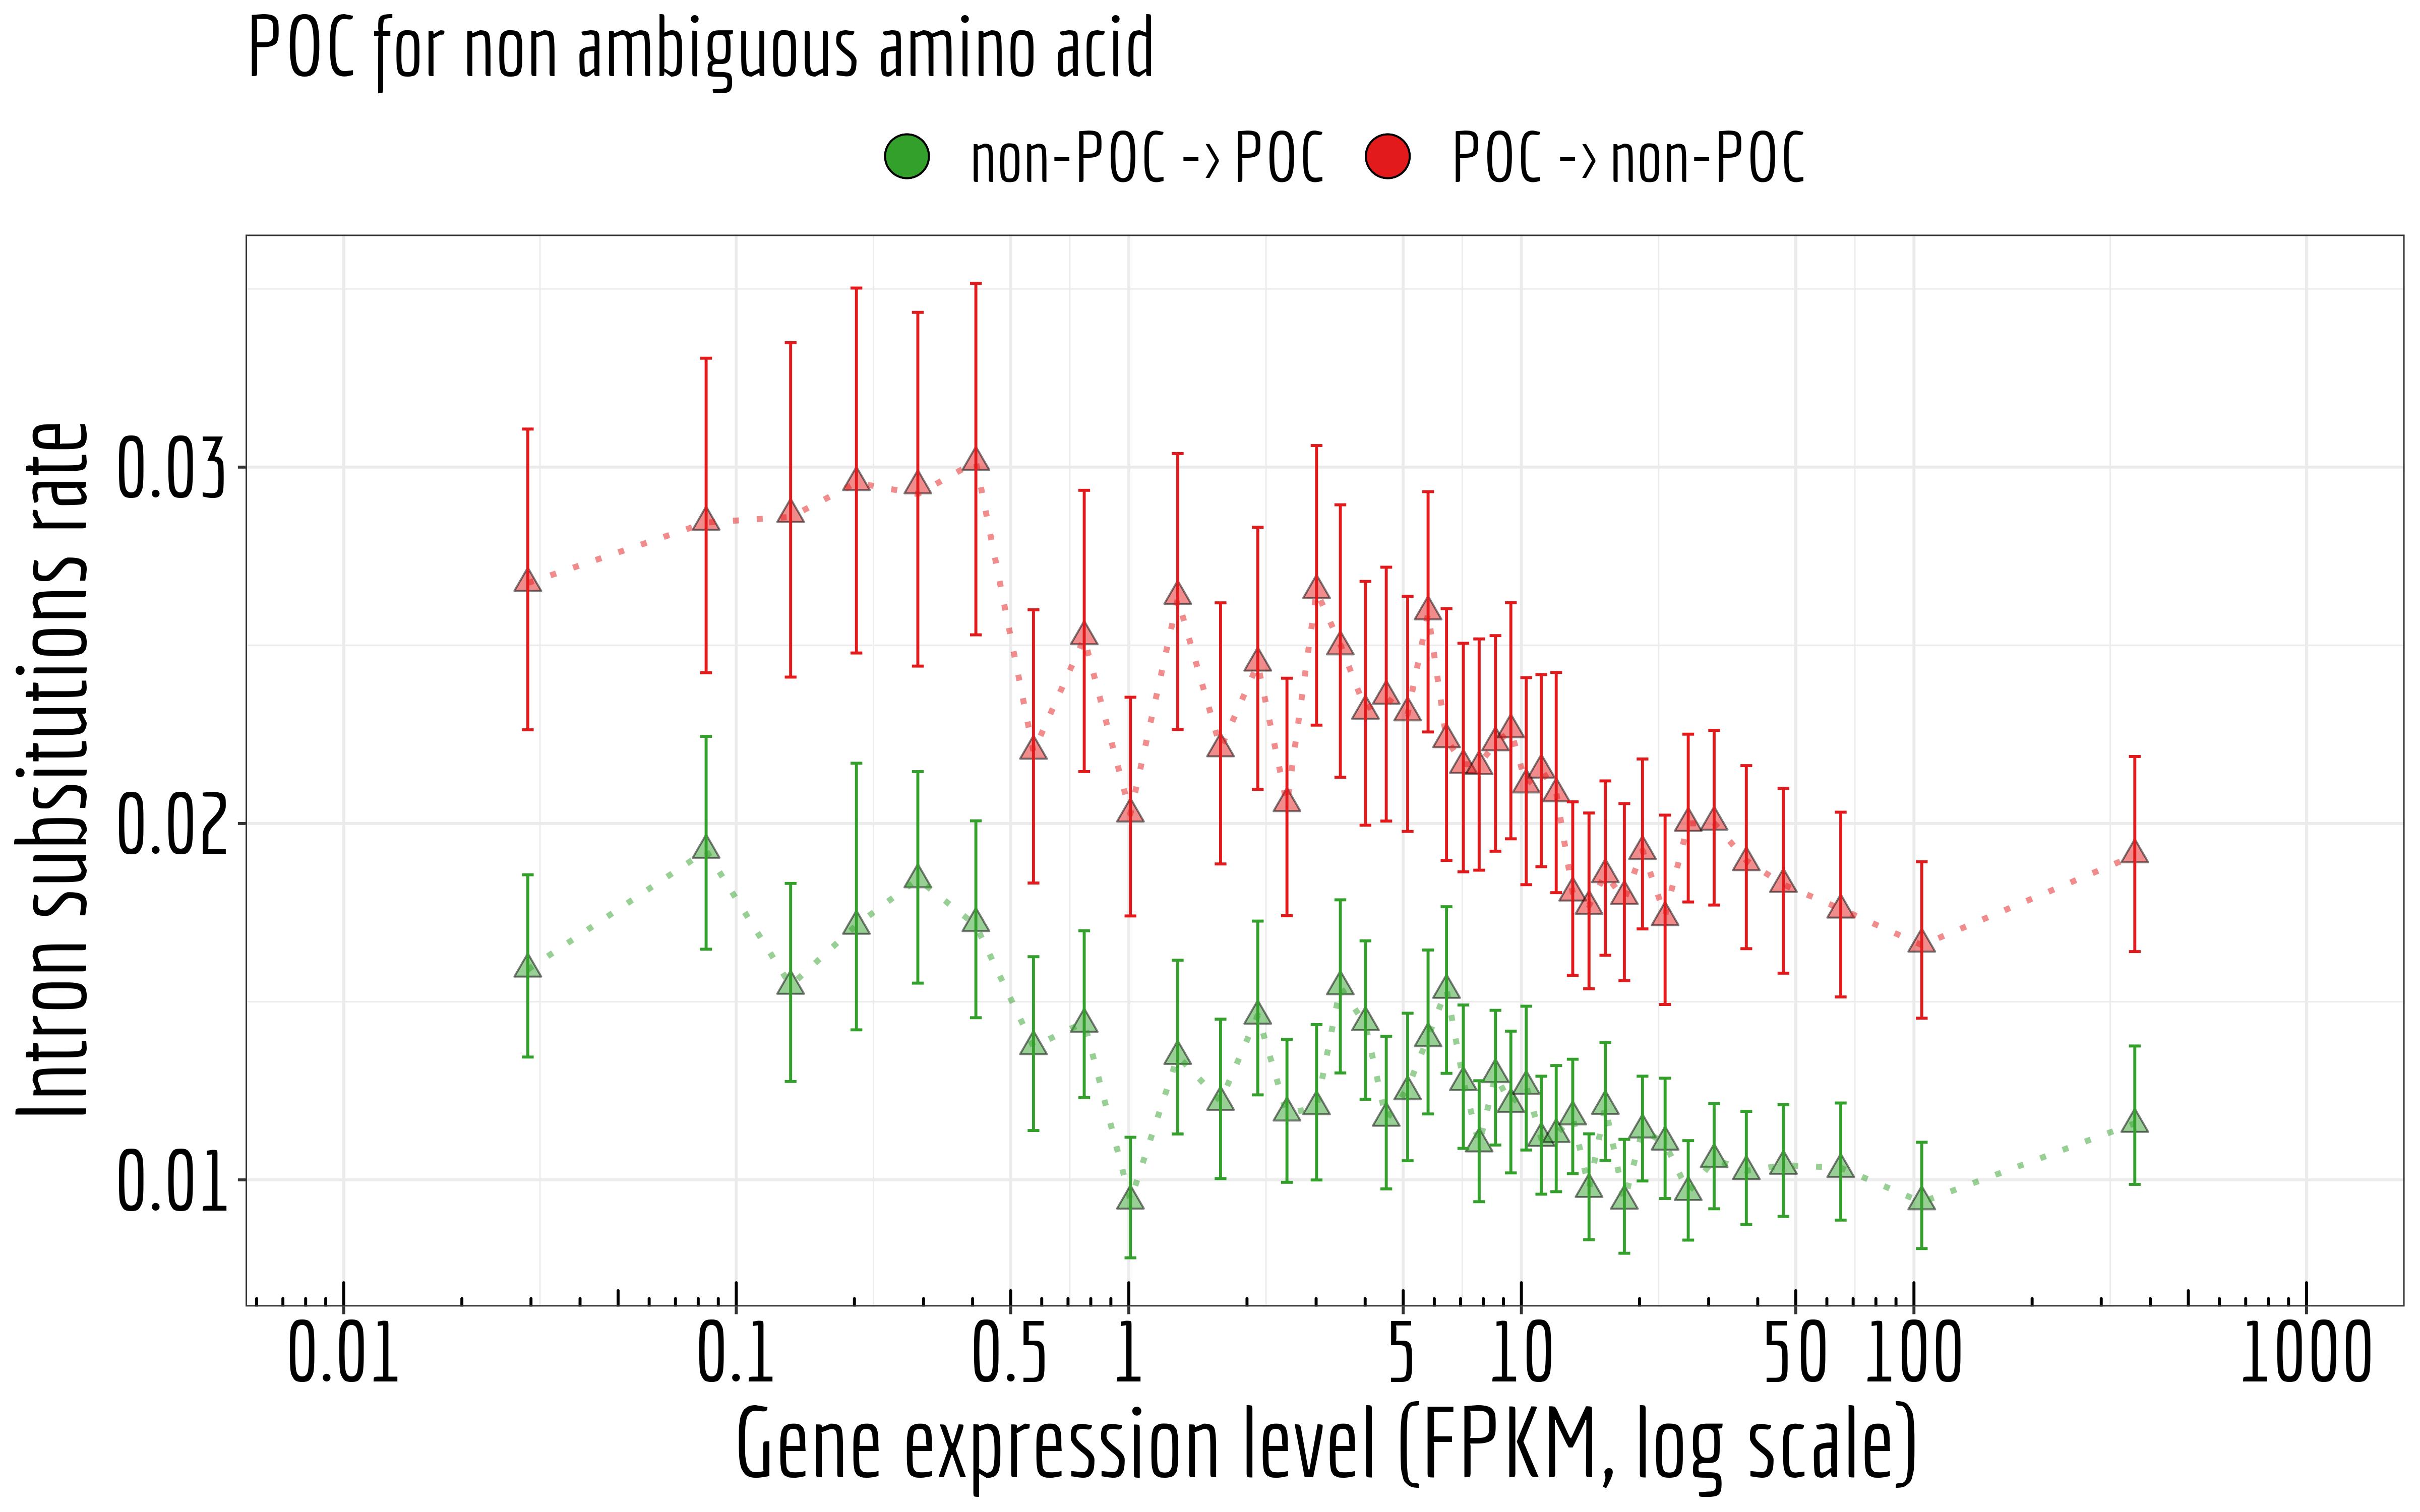 POC for non ambiguous amino acid
non-POC -> POC
POC -> non-POC
Intron subsitutions rate
0.03
0.02
0.01
0.01 0.1 0.5 1 5 10 50 100 1000
Gene expression level (FPKM, log scale)